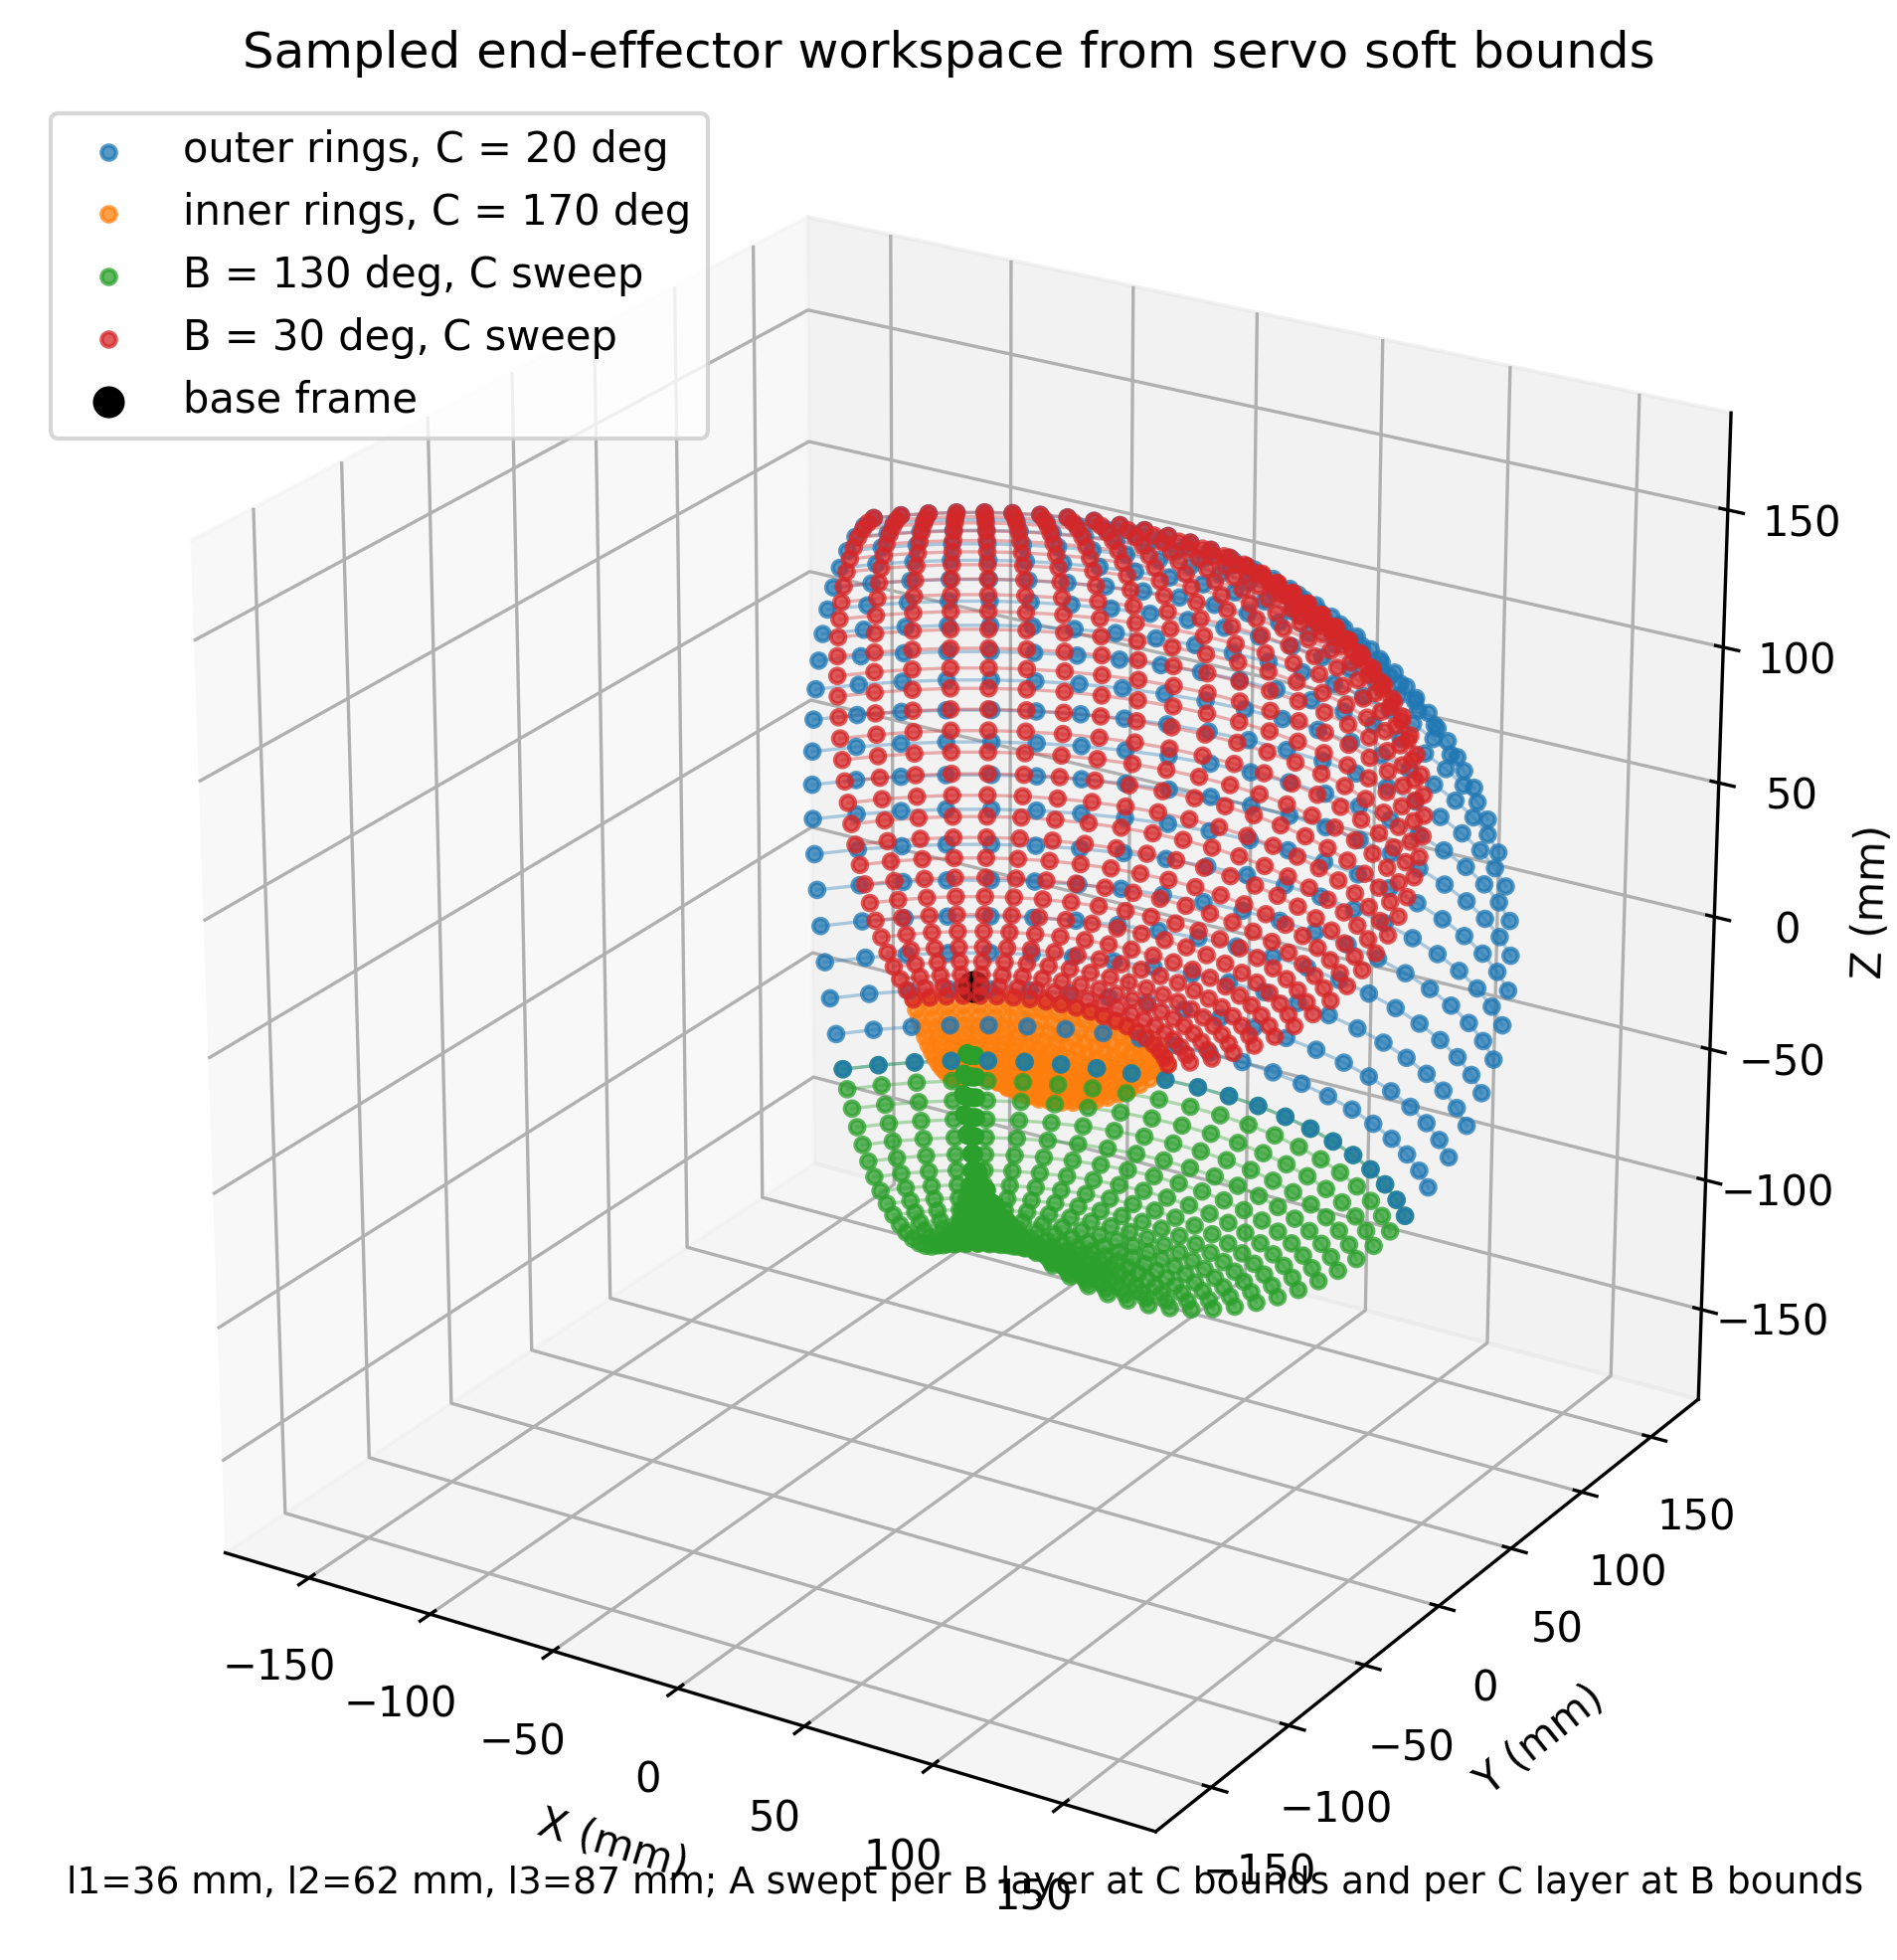 Sampled end-effector workspace from servo soft bounds
outer rings, C = 20 deg
inner rings, C = 170 deg
B = 130 deg, C sweep
B = 30 deg, C sweep
base frame
150
100
50
0
−50
−100
−150
Z (mm)
150
100
50
0
−50
−100
−150
Y (mm)
−150
−100
−50
0
50
100
150
X (mm)
l1=36 mm, l2=62 mm, l3=87 mm; A swept per B layer at C bounds and per C layer at B bounds